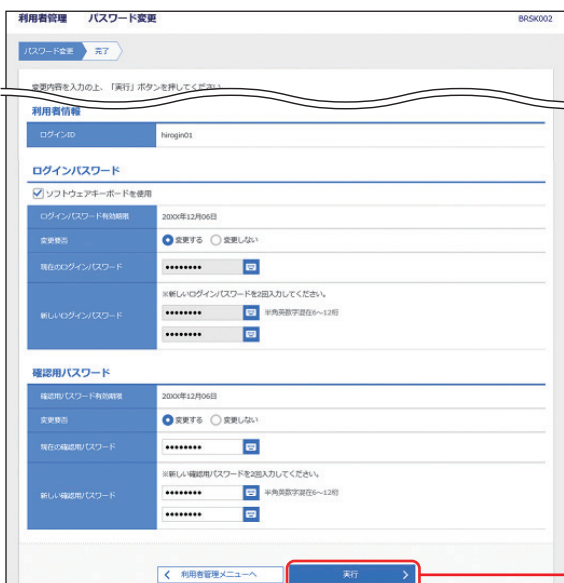 利用者管理 パスワード変更 BRSK002
パスワード変更 完了
変更内容を入力の上、「実行」ボタンを押してください。
利用者情報
ログインID hirogin01
ログインパスワード
ソフトウェアキーボードを使用
ログインパスワード有効期限 20XX年12月06日
変更要否 変更する 変更しない
現在のログインパスワード ••••••••
※新しいログインパスワードを2回入力してください。
新しいログインパスワード •••••••• 半角英数字混在6~12桁
••••••••
確認用パスワード
確認用パスワード有効期限 20XX年12月06日
変更要否 変更する 変更しない
現在の確認用パスワード ••••••••
※新しい確認用パスワードを2回入力してください。
新しい確認用パスワード •••••••• 半角英数字混在6~12桁
••••••••
利用者管理メニューへ 実行